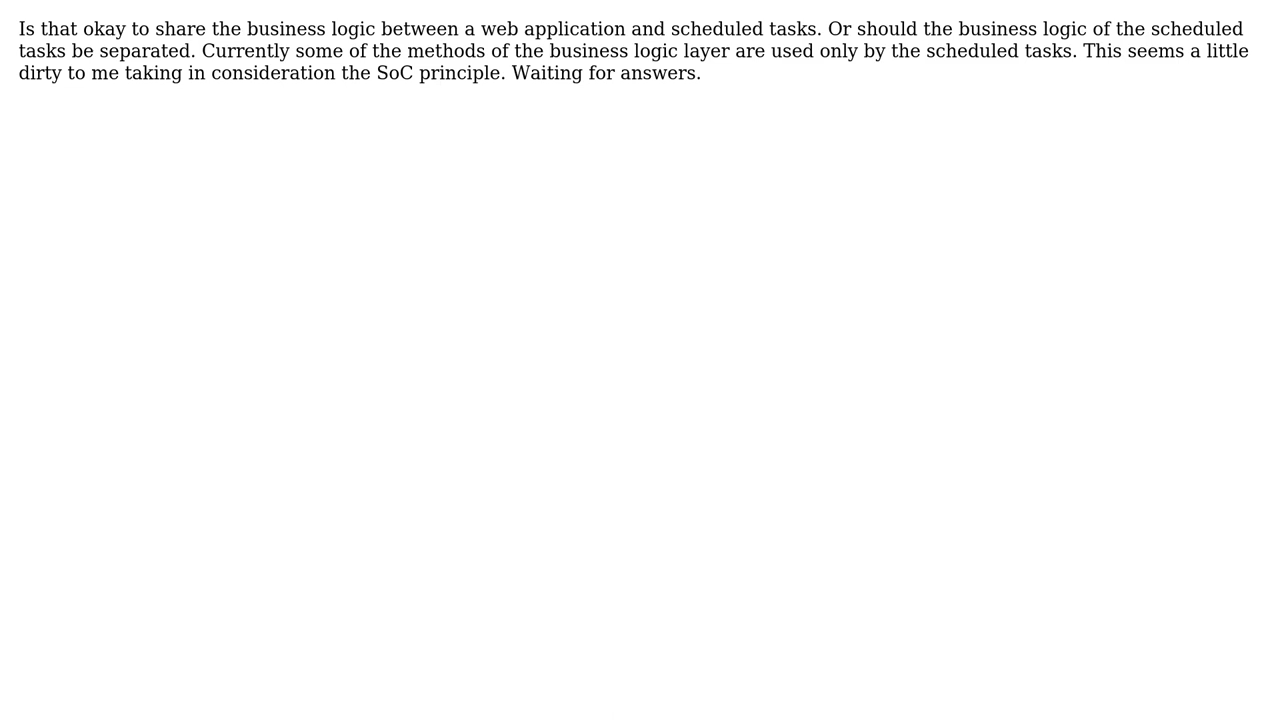 Is that okay to share the business logic between a web application and scheduled tasks. Or should the business logic of the scheduled
tasks be separated. Currently some of the methods of the business logic layer are used only by the scheduled tasks. This seems a little
dirty to me taking in consideration the SoC principle. Waiting for answers.